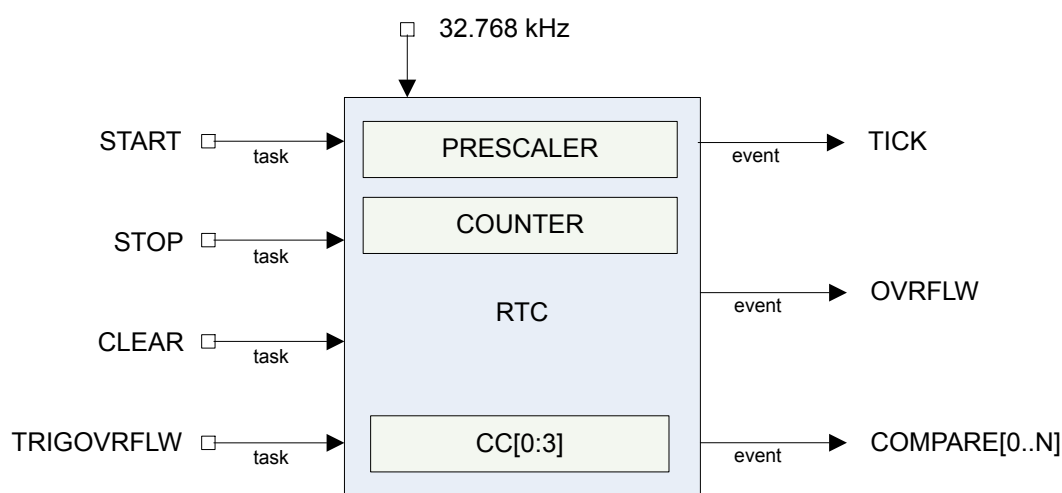 32.768 kHz
START
task
PRESCALER
event
TICK
STOP
task
COUNTER
RTC
event
OVRFLW
CLEAR
task
TRIGOVRFLW
task
CC[0:3]
event
COMPARE[0..N]